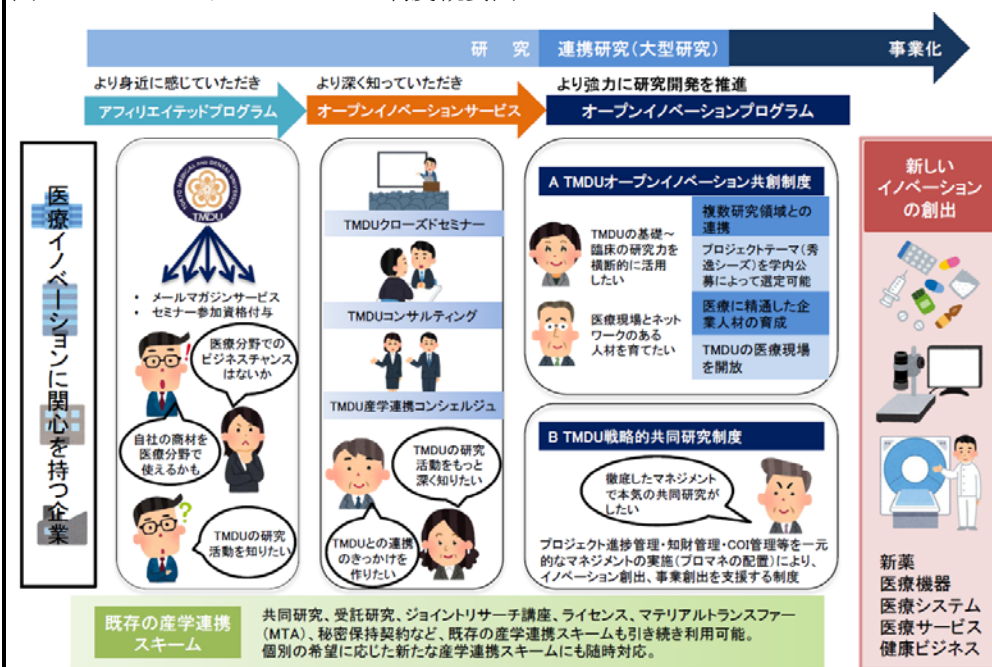 研　究
連携研究(大型研究)
事業化
より身近に感じていただき
より深く知っていただき
より強力に研究開発を推進
アフィリエイテッドプログラム
オープンイノベーションサービス
オープンイノベーションプログラム
医療イノベーションに関心を持つ企業
TOKYO MEDICAL AND DENTAL UNIVERSITY
TMDU
・ メールマガジンサービス
・ セミナー参加資格付与
医療分野での
ビジネスチャンス
はないか
自社の商材を
医療分野で
使えるかも
TMDUの研究
活動を知りたい
TMDUクローズドセミナー
TMDUコンサルティング
TMDU産学連携コンシェルジュ
TMDUの研究
活動をもっと
深く知りたい
TMDUとの連携
のきっかけを
作りたい
A TMDUオープンイノベーション共創制度
TMDUの基礎～
臨床の研究力を
横断的に活用
したい
複数研究領域との
連携
プロジェクトテーマ(秀
逸シーズ)を学内公
募によって選定可能
医療現場とネット
ワークのある
人材を育てたい
医療に精通した企
業人材の育成
TMDUの医療現場
を開放
B TMDU戦略的共同研究制度
徹底したマネジメント
で本気の共同研究が
したい
プロジェクト進捗管理・知財管理・COI管理等を一元
的なマネジメントの実施(プロマネの配置)により、
イノベーション創出、事業創出を支援する制度
新しい
イノベーション
の創出
新薬
医療機器
医療システム
医療サービス
健康ビジネス
既存の産学連携
スキーム
共同研究、受託研究、ジョイントリサーチ講座、ライセンス、マテリアルトランスファー
(MTA)、秘密保持契約など、既存の産学連携スキームも引き続き利用可能。
個別の希望に応じた新たな産学連携スキームにも随時対応。